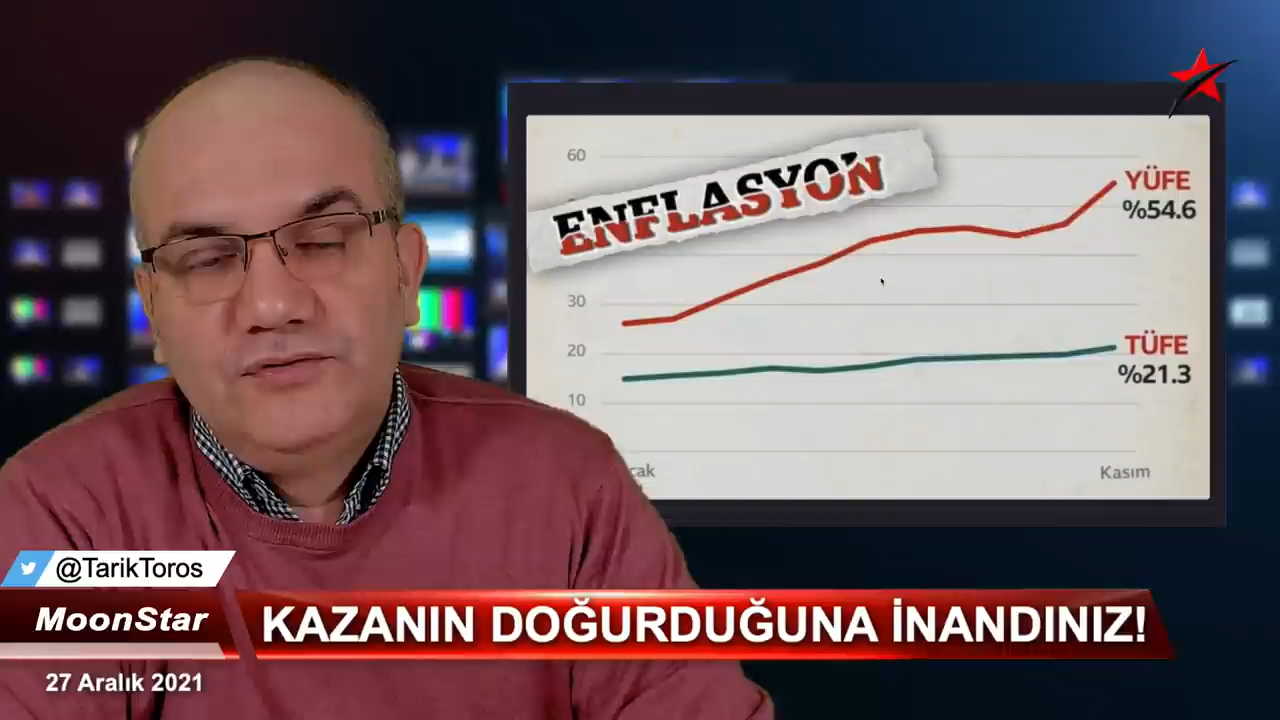 ENFLASYON
60
30
20
10
YÜFE
%54.6
TÜFE
%21.3
cak
Kasım
@TarikToros
MoonStar
KAZANIN DOĞURDUĞUNA İNANDINIZ!
27 Aralık 2021